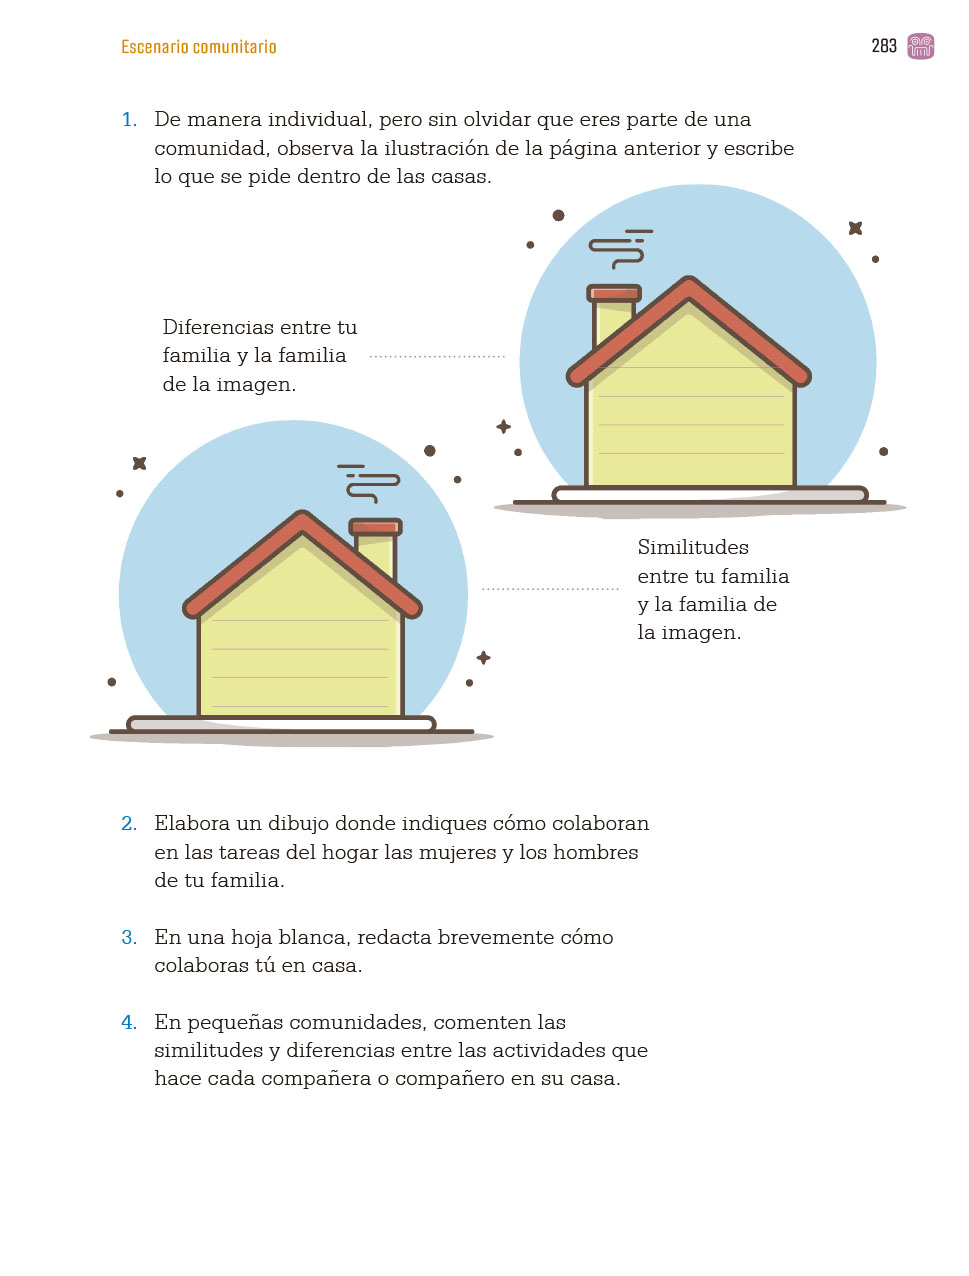 Escenario comunitario
283
1. De manera individual, pero sin olvidar que eres parte de una
comunidad, observa la ilustración de la página anterior y escribe
lo que se pide dentro de las casas.
Diferencias entre tu
familia y la familia
de la imagen.
Similitudes
entre tu familia
y la familia de
la imagen.
2. Elabora un dibujo donde indiques cómo colaboran
en las tareas del hogar las mujeres y los hombres
de tu familia.
3. En una hoja blanca, redacta brevemente cómo
colaboras tú en casa.
4. En pequeñas comunidades, comenten las
similitudes y diferencias entre las actividades que
hace cada compañera o compañero en su casa.